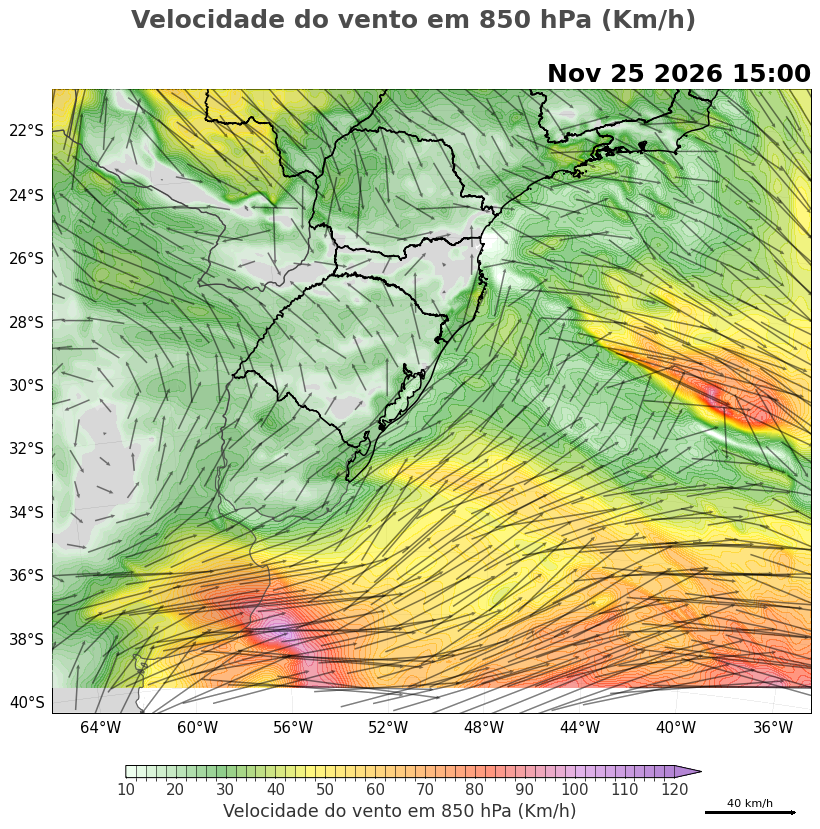 Velocidade do vento em 850 hPa (Km/h)
Nov 25 2026 15:00
22°S
24°S
26°S
28°S
30°S
32°S
34°S
36°S
38°S
40°S
64°W 60°W 56°W 52°W 48°W 44°W 40°W 36°W
10 20 30 40 50 60 70 80 90 100 110 120
Velocidade do vento em 850 hPa (Km/h)
40 km/h